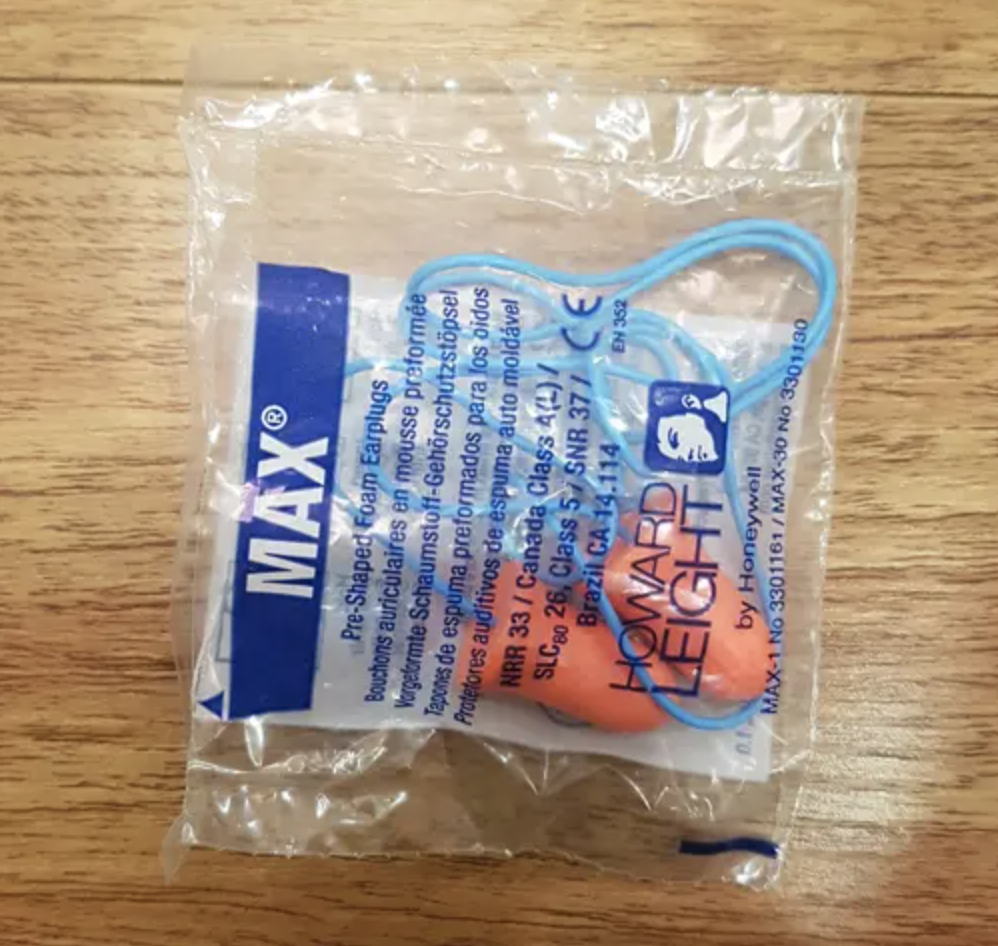 MAX®
Pre-Shaped Foam Earplugs
Bouchons auriculaires en mousse preformée
Vorgeformte Schaumstoff-Gehörschutzstöpsel
Tapones de espuma preformados para los oidos
Protetores auditivos de espuma auto moldável
NRR 33 / Canada Class 4(L) /
SLC80 26, Class 5 / SNR 37 /
Brazil CA:14.114
CE
EN 352
HOWARD
LEIGHT
by Honeywell
MAX-1 No 3301161 / MAX-30 No 3301130